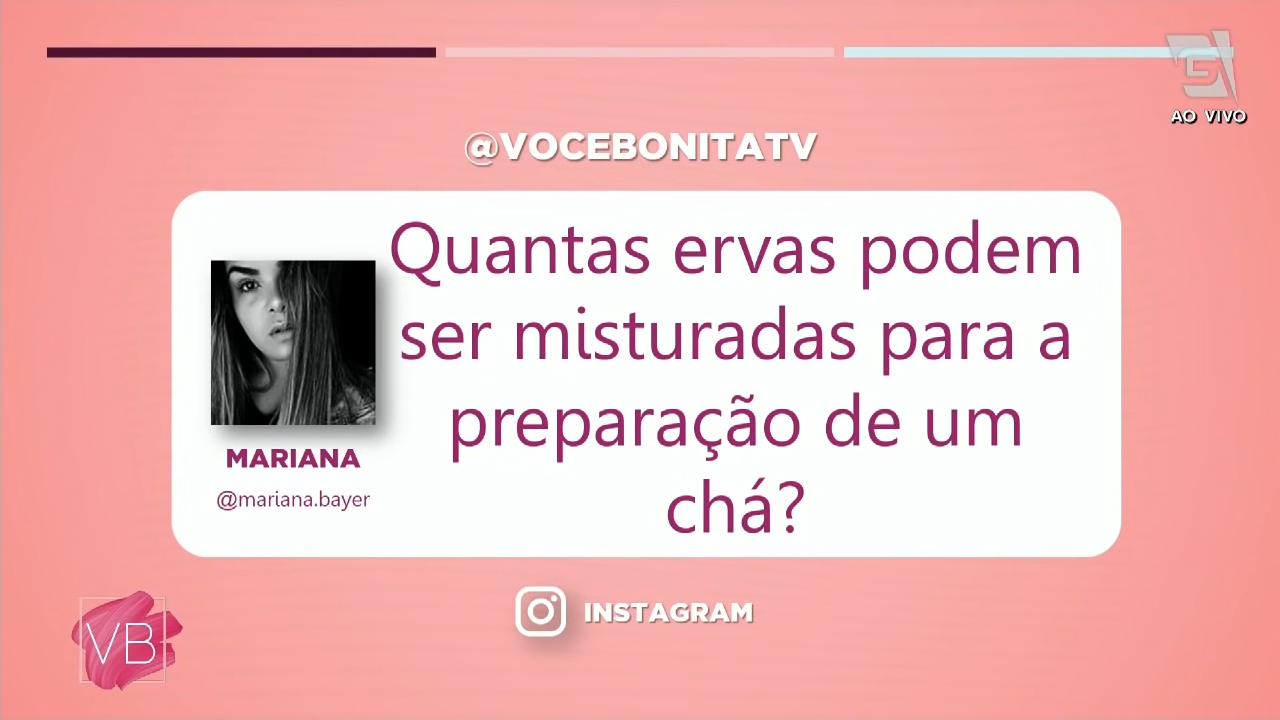 AO VIVO
@VOCEBONITATV
Quantas ervas podem
ser misturadas para a
preparação de um
chá?
MARIANA
@mariana.bayer
INSTAGRAM
VB